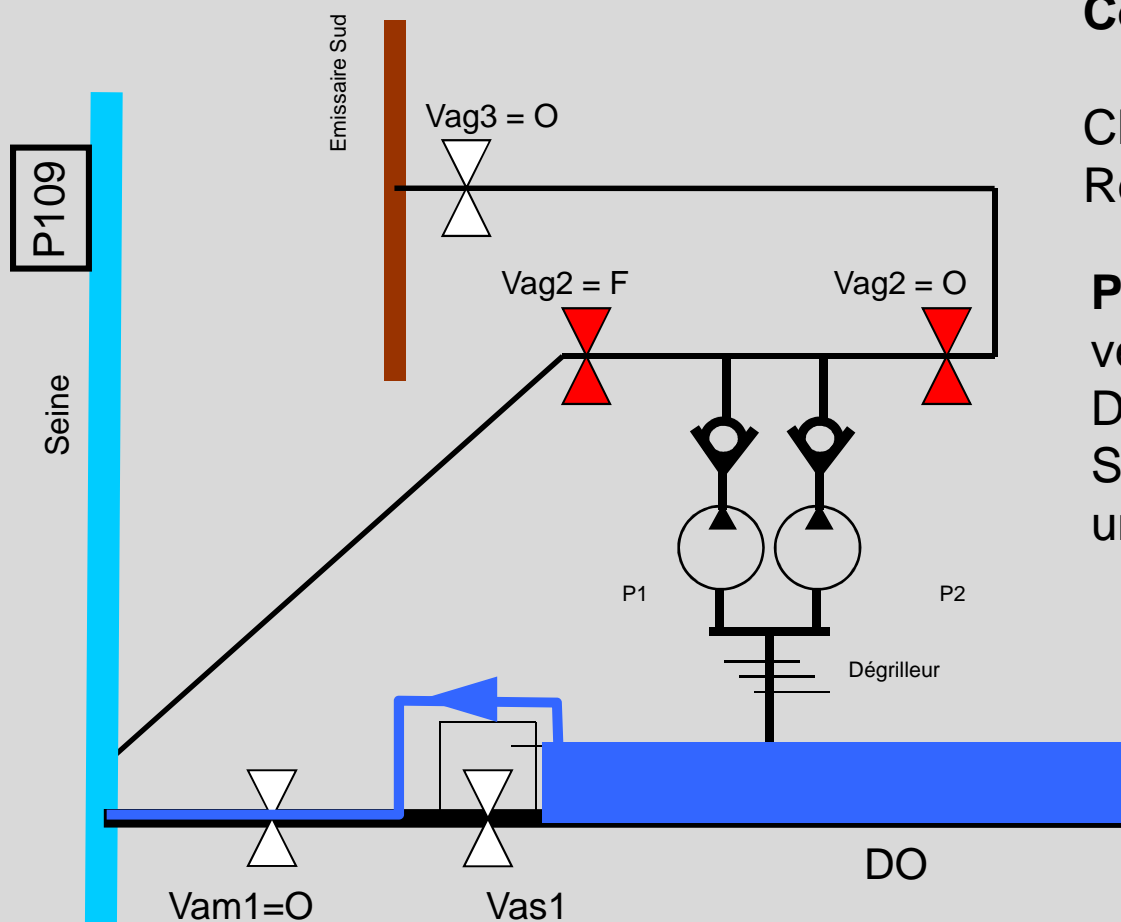 Emissaire Sud
Vag3 = O
P109
Vag2 = F
Vag2 = O
Seine
P1
P2
Dégrilleur
DO
Vam1=O
Vas1